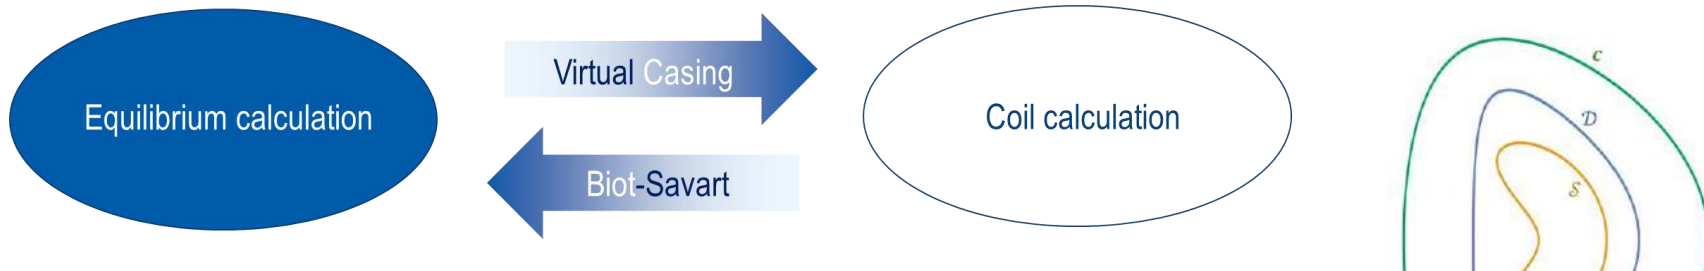 Equilibrium calculation
Virtual Casing
Biot-Savart
Coil calculation
C
D
S